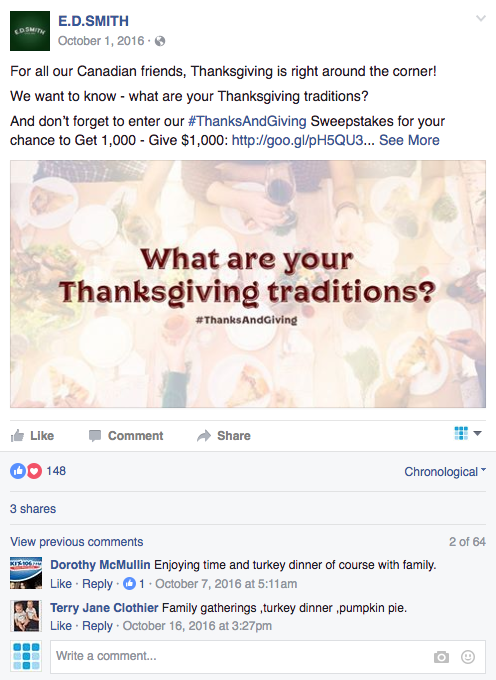 E.D.SMITH
E.D.SMITH
October 1, 2016 ·
For all our Canadian friends, Thanksgiving is right around the corner!
We want to know - what are your Thanksgiving traditions?
And don't forget to enter our #ThanksAndGiving Sweepstakes for your
chance to Get 1,000 - Give $1,000: http://goo.gl/pH5QU3... See More
What are your
Thanksgiving traditions?
#ThanksAndGiving
Like Comment Share
148 Chronological
3 shares
View previous comments 2 of 64
Dorothy McMullin Enjoying time and turkey dinner of course with family.
Like · Reply · 1 · October 7, 2016 at 5:11am
Terry Jane Clothier Family gatherings ,turkey dinner ,pumpkin pie.
Like · Reply · October 16, 2016 at 3:27pm
Write a comment...